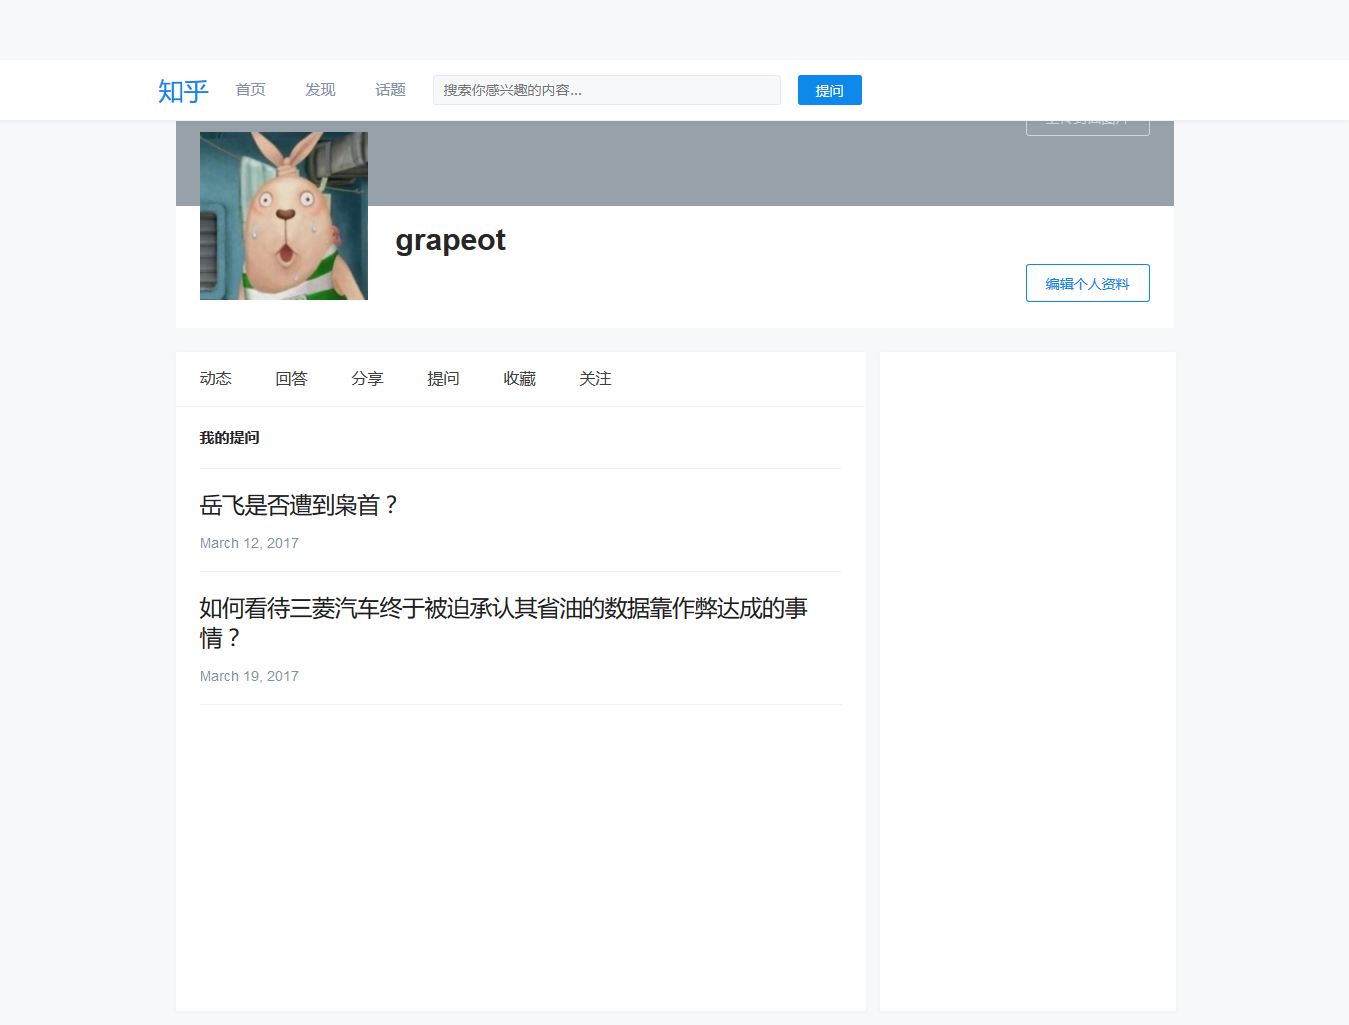 知乎 首页 发现 话题 搜索你感兴趣的内容... 提问
grapeot
编辑个人资料
动态 回答 分享 提问 收藏 关注
我的提问
岳飞是否遭到枭首？
March 12, 2017
如何看待三菱汽车终于被迫承认其省油的数据靠作弊达成的事
情？
March 19, 2017